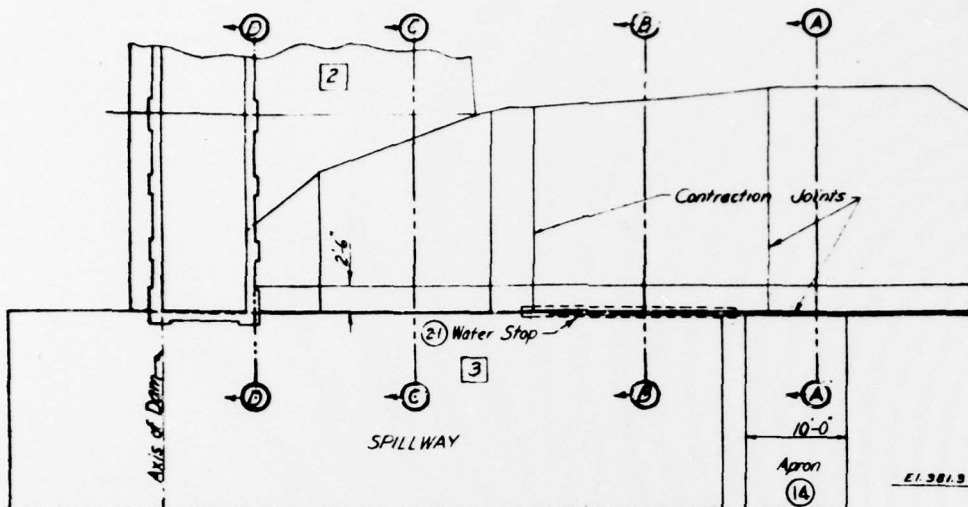 D C B A
2
Contraction Joints
2'-6"
21 Water Stop
3
D C B A
SPILLWAY
Axis of Dam
10'-0"
Apron
14
El. 981.9